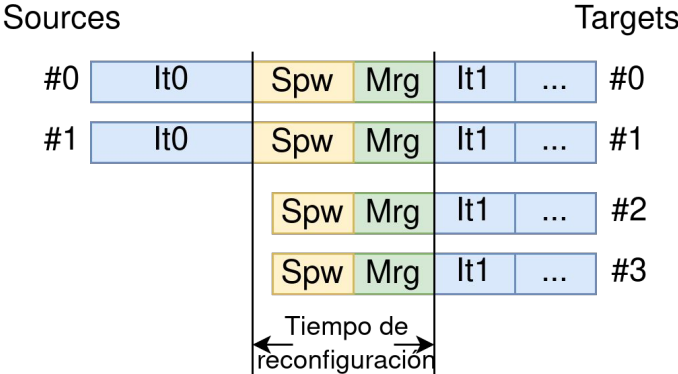 Sources Targets
#0 It0 Spw Mrg It1 ... #0
#1 It0 Spw Mrg It1 ... #1
Spw Mrg It1 ... #2
Spw Mrg It1 ... #3
Tiempo de
reconfiguración